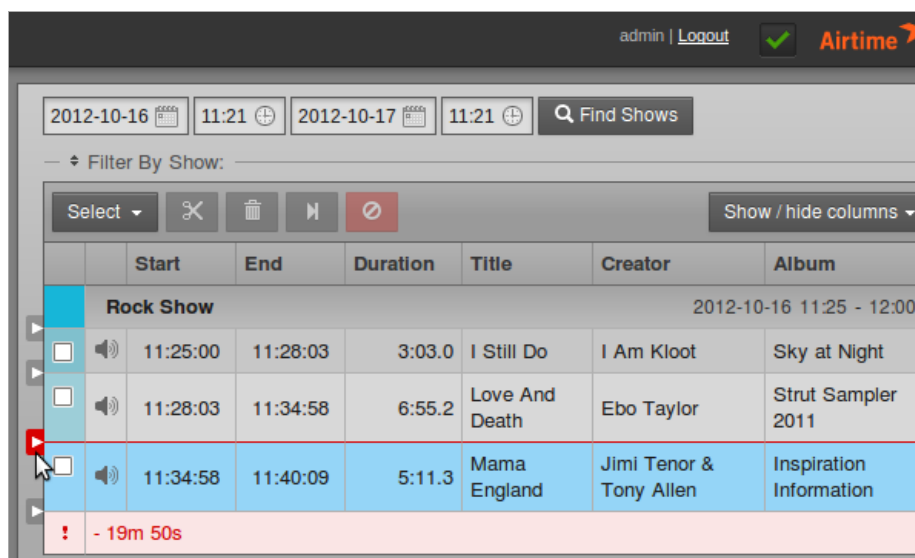 admin | Logout Airtime
2012-10-16 11:21 2012-10-17 11:21 Find Shows
Filter By Show:
Select Show / hide columns
Start End Duration Title Creator Album
Rock Show 2012-10-16 11:25 - 12:00
11:25:00 11:28:03 3:03.0 I Still Do I Am Kloot Sky at Night
11:28:03 11:34:58 6:55.2 Love And Death Ebo Taylor Strut Sampler 2011
11:34:58 11:40:09 5:11.3 Mama England Jimi Tenor & Tony Allen Inspiration Information
! - 19m 50s